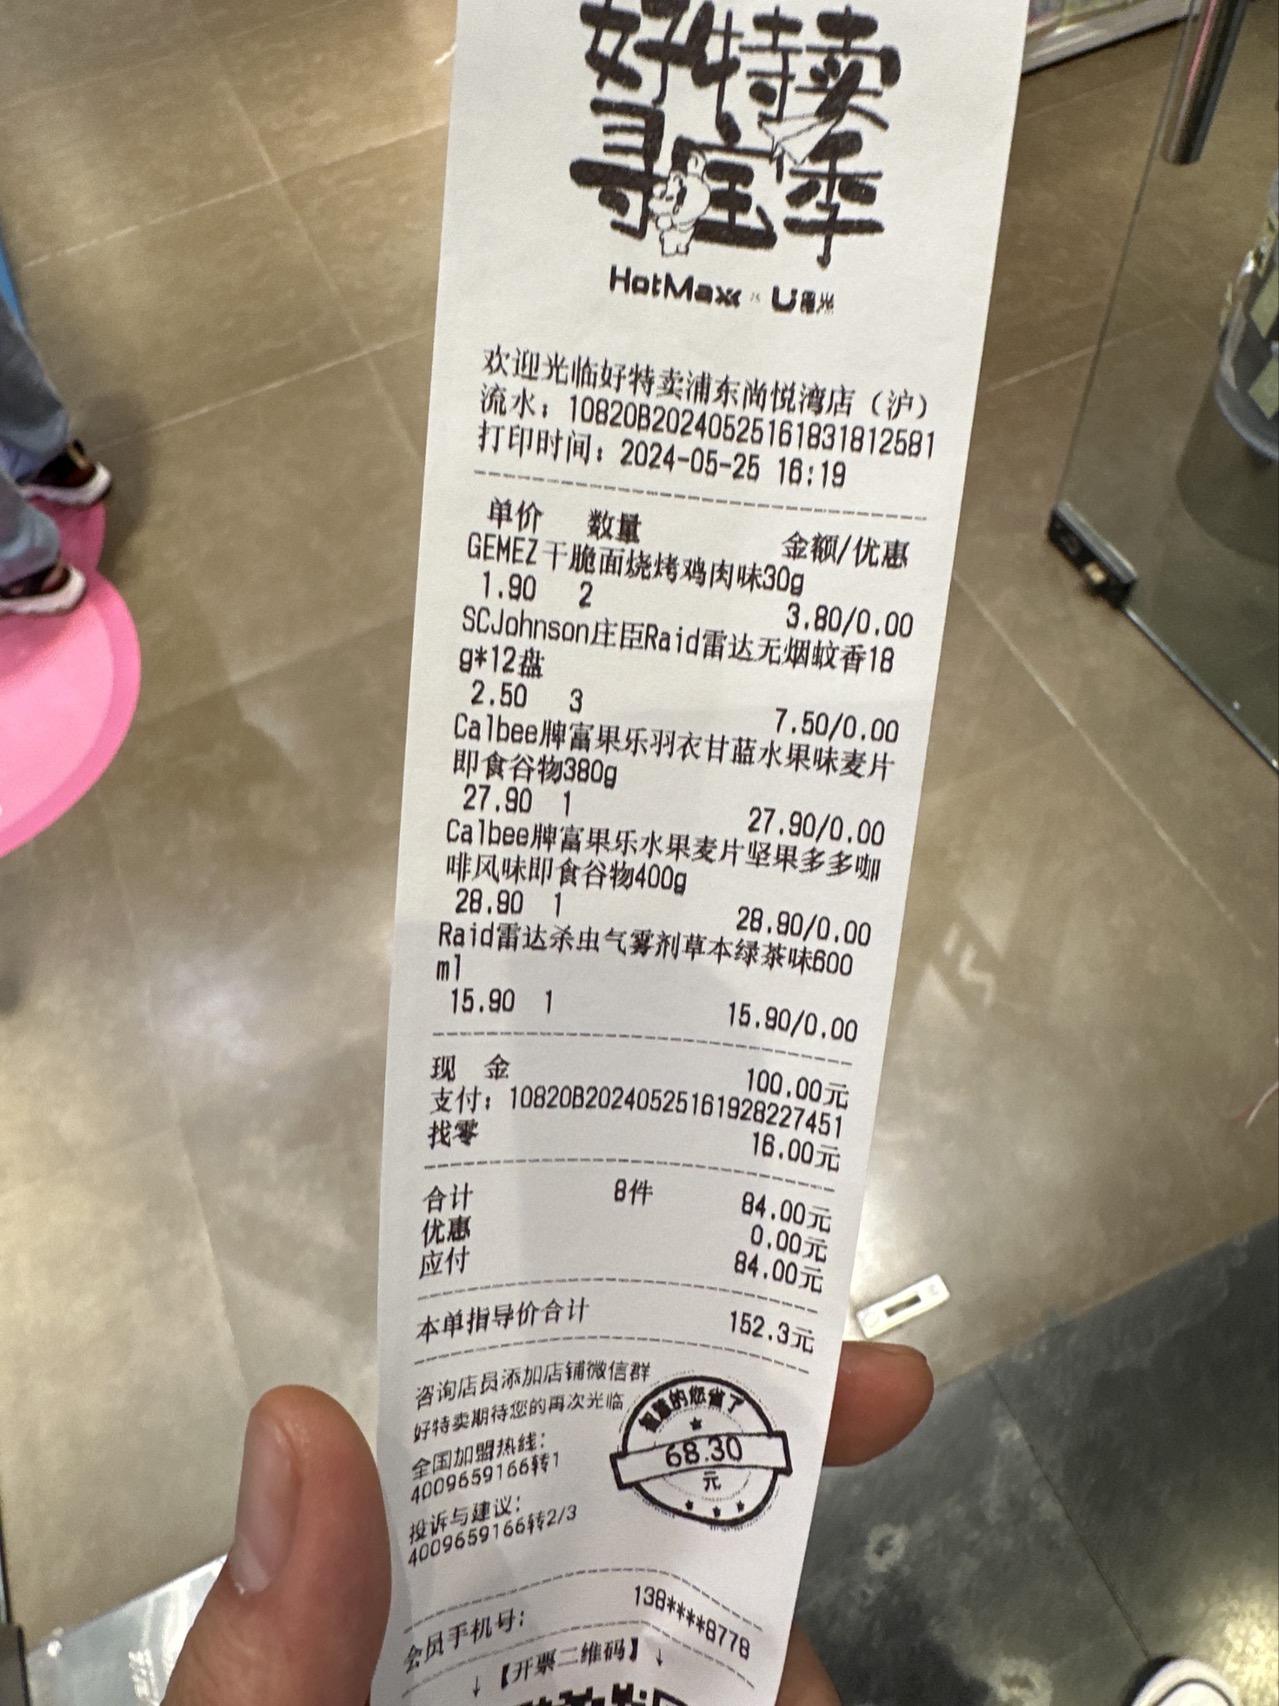 好特卖
寻宝季
HotMaxx × U曙光
欢迎光临好特卖浦东尚悦湾店（沪）
流水：10820B2024052516183181 2581
打印时间：2024-05-25 16:19
单价 数量 金额/优惠
GEMEZ干脆面烧烤鸡肉味30g
1.90 2 3.80/0.00
SCJohnson庄臣Raid雷达无烟蚊香18
g*12盘
2.50 3 7.50/0.00
Calbee牌富果乐羽衣甘蓝水果味麦片
即食谷物380g
27.90 1 27.90/0.00
Calbee牌富果乐水果麦片坚果多多咖
啡风味即食谷物400g
28.90 1 28.90/0.00
Raid雷达杀虫气雾剂草本绿茶味600
ml
15.90 1 15.90/0.00
现 金 100.00元
支付：10820B20240525161928227451
找零 16.00元
合计 8件 84.00元
优惠 0.00元
应付 84.00元
本单指导价合计 152.3元
咨询店员添加店铺微信群
好特卖期待您的再次光临
全国加盟热线：
4009659166转1
投诉与建议：
4009659166转2/3
智慧的您省了
68.30
元
会员手机号： 138****8778
↓【开票二维码】↓